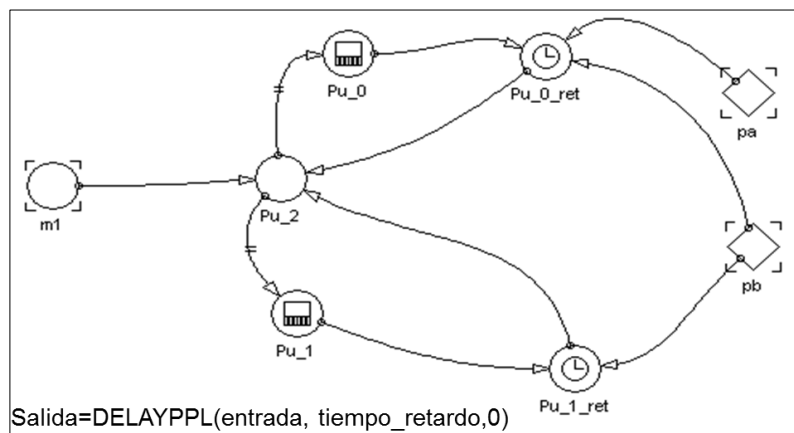 Pu_0
Pu_0_ret
pa
m1
Pu_2
pb
Pu_1
Pu_1_ret
Salida=DELAYPPL(entrada, tiempo_retardo,0)